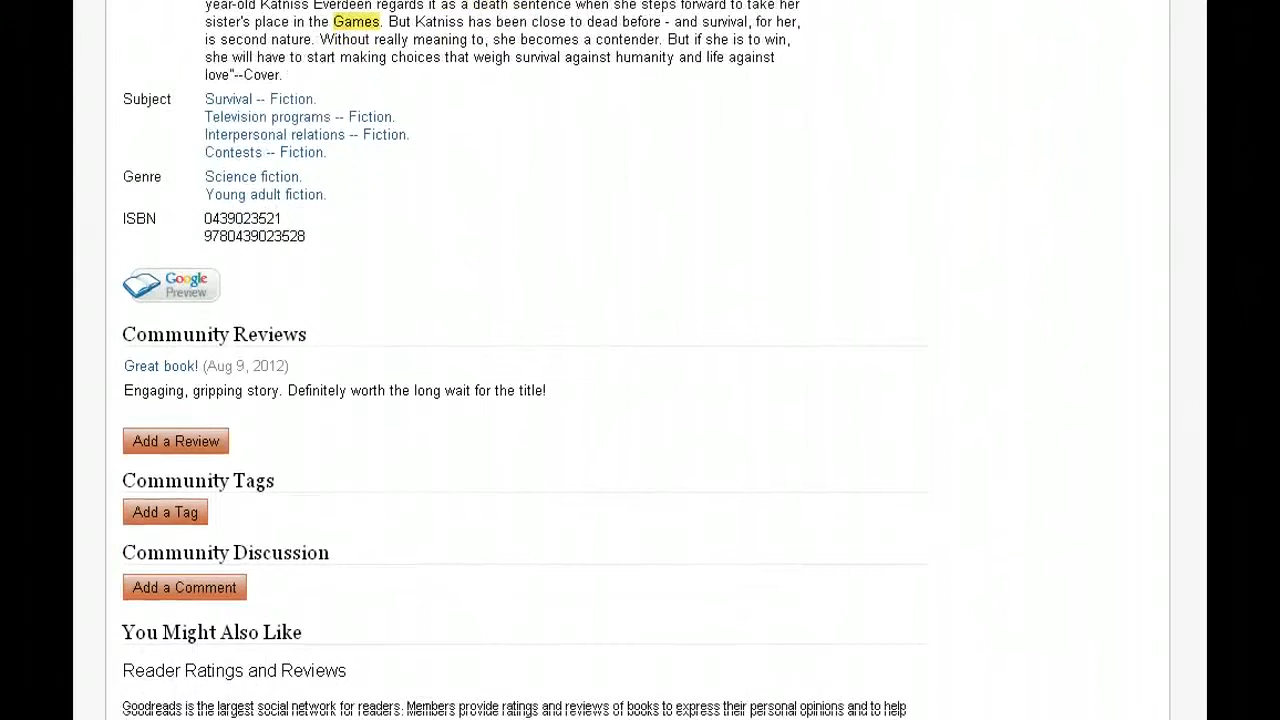 year-old Katniss Everdeen regards it as a death sentence when she steps forward to take her
sister's place in the Games. But Katniss has been close to dead before - and survival, for her,
is second nature. Without really meaning to, she becomes a contender. But if she is to win,
she will have to start making choices that weigh survival against humanity and life against
love"--Cover.
Subject Survival -- Fiction.
Television programs -- Fiction.
Interpersonal relations -- Fiction.
Contests -- Fiction.
Genre Science fiction.
Young adult fiction.
ISBN 0439023521
9780439023528
Google
Preview
Community Reviews
Great book! (Aug 9, 2012)
Engaging, gripping story. Definitely worth the long wait for the title!
Add a Review
Community Tags
Add a Tag
Community Discussion
Add a Comment
You Might Also Like
Reader Ratings and Reviews
Goodreads is the largest social network for readers. Members provide ratings and reviews of books to express their personal opinions and to help